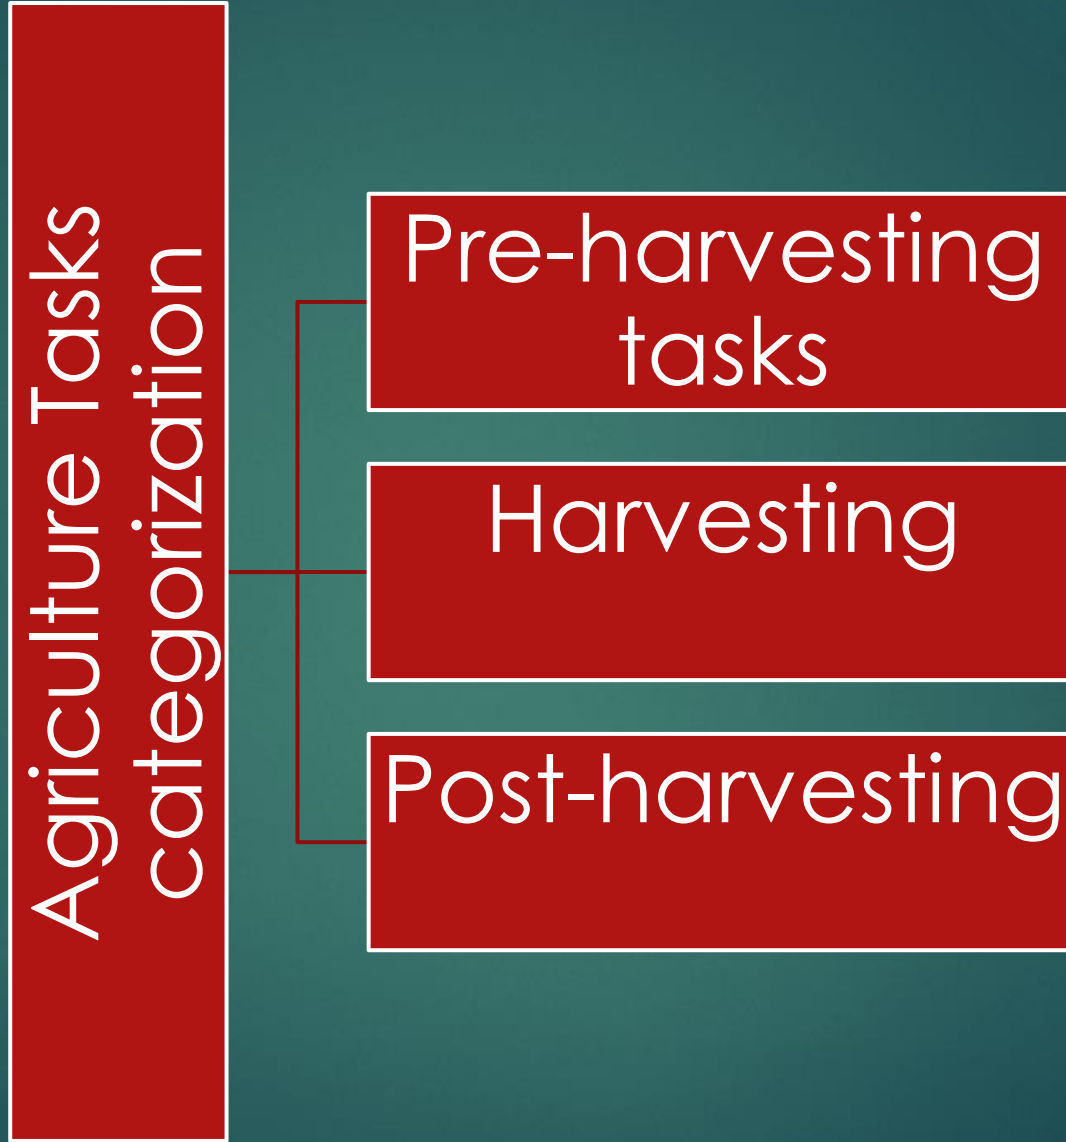 Agriculture Tasks
categorization
Pre-harvesting
tasks
Harvesting
Post-harvesting